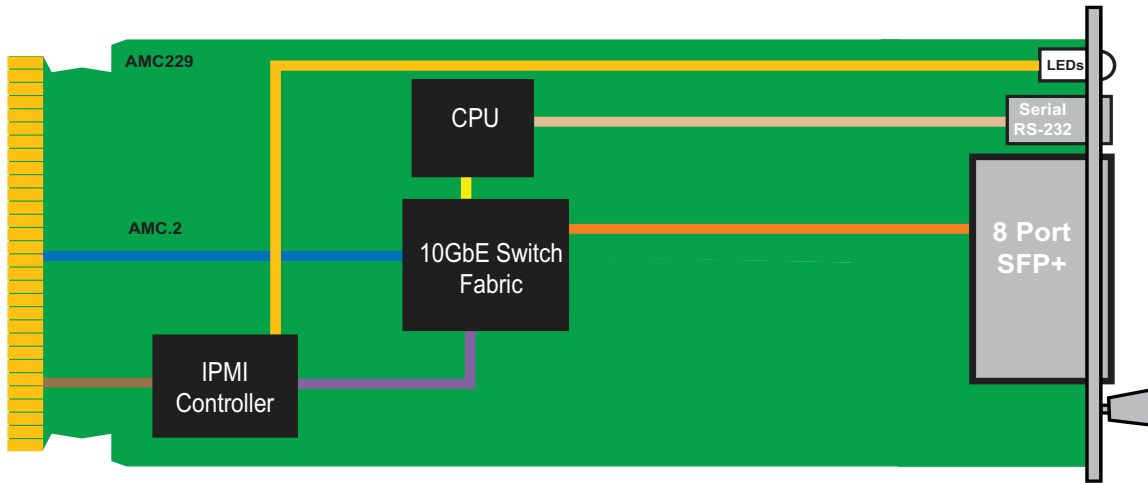 AMC229
LEDs
CPU
Serial
RS-232
AMC.2
8 Port
SFP+
10GbE Switch
Fabric
IPMI
Controller